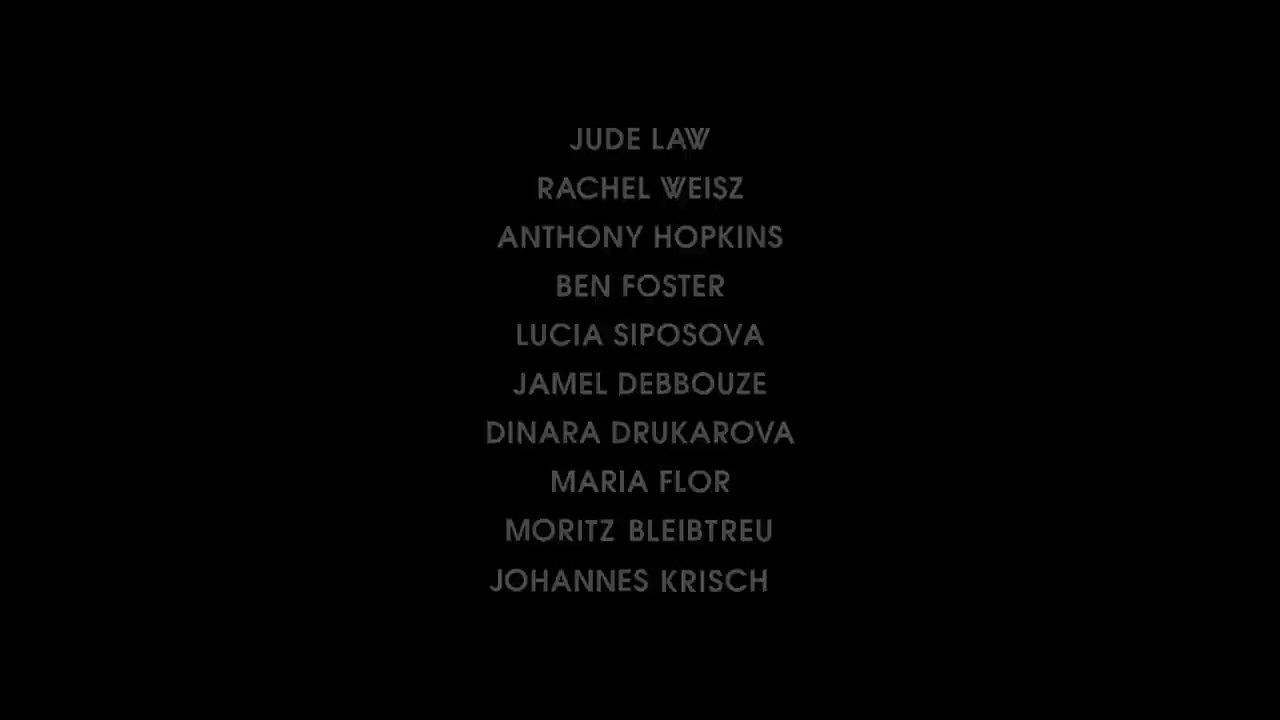 JUDE LAW
RACHEL WEISZ
ANTHONY HOPKINS
BEN FOSTER
LUCIA SIPOSOVA
JAMEL DEBBOUZE
DINARA DRUKAROVA
MARIA FLOR
MORITZ BLEIBTREU
JOHANNES KRISCH